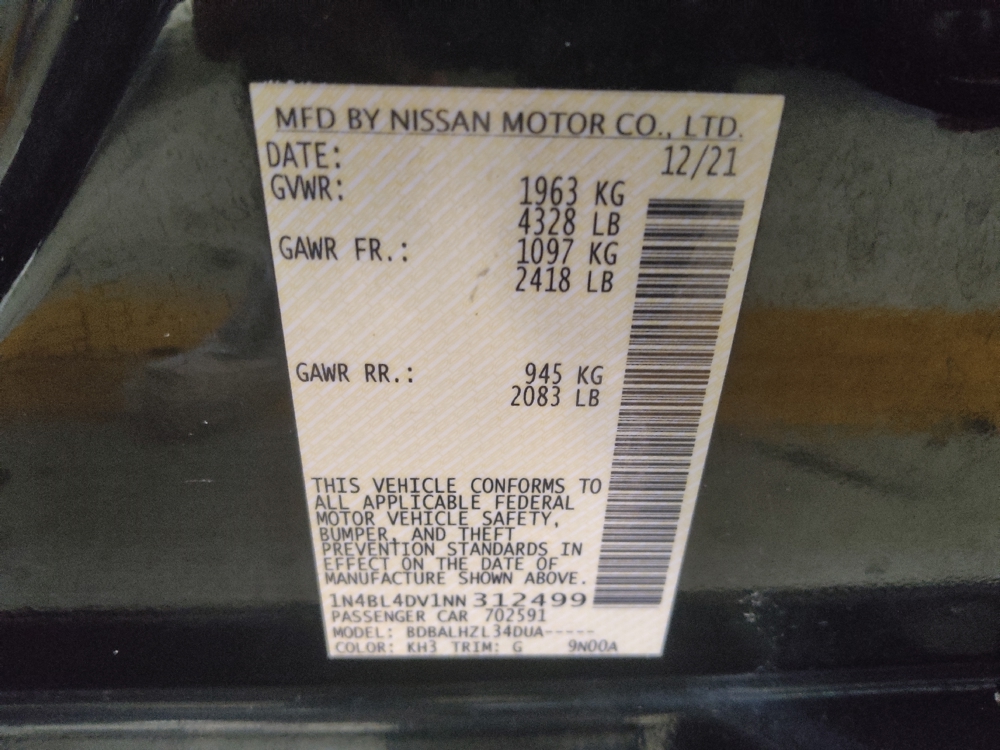 MFD BY NISSAN MOTOR CO., LTD.
DATE: 12/21
GVWR: 1963 KG
4328 LB
GAWR FR.: 1097 KG
2418 LB
GAWR RR.: 945 KG
2083 LB
THIS VEHICLE CONFORMS TO
ALL APPLICABLE FEDERAL
MOTOR VEHICLE SAFETY,
BUMPER, AND THEFT
PREVENTION STANDARDS IN
EFFECT ON THE DATE OF
MANUFACTURE SHOWN ABOVE.
1N4BL4DV1NN312499
PASSENGER CAR 702591
MODEL: BDBALHZL34DUA-----
COLOR: KH3 TRIM: G 9N00A